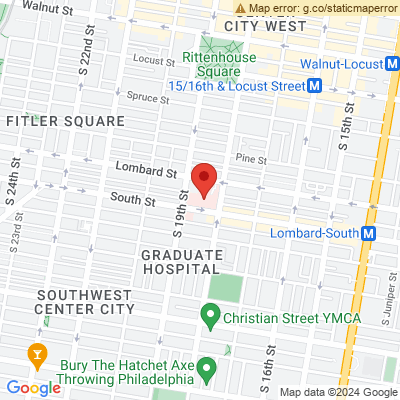 Map error: g.co/staticmaperror
CITY WEST
Walnut St
S 22nd St
Locust St
Rittenhouse
Square
Walnut-Locust
M
15/16th & Locust Street
M
Spruce St
S 15th St
FITLER SQUARE
Pine St
Lombard St
S 24th St
South St
S 19th St
S 23rd St
Lombard-South
M
GRADUATE
HOSPITAL
SOUTHWEST
CENTER CITY
Christian Street YMCA
S Juniper St
Bury The Hatchet Axe
Throwing Philadelphia
S 16th St
Google
Map data ©2024 Google